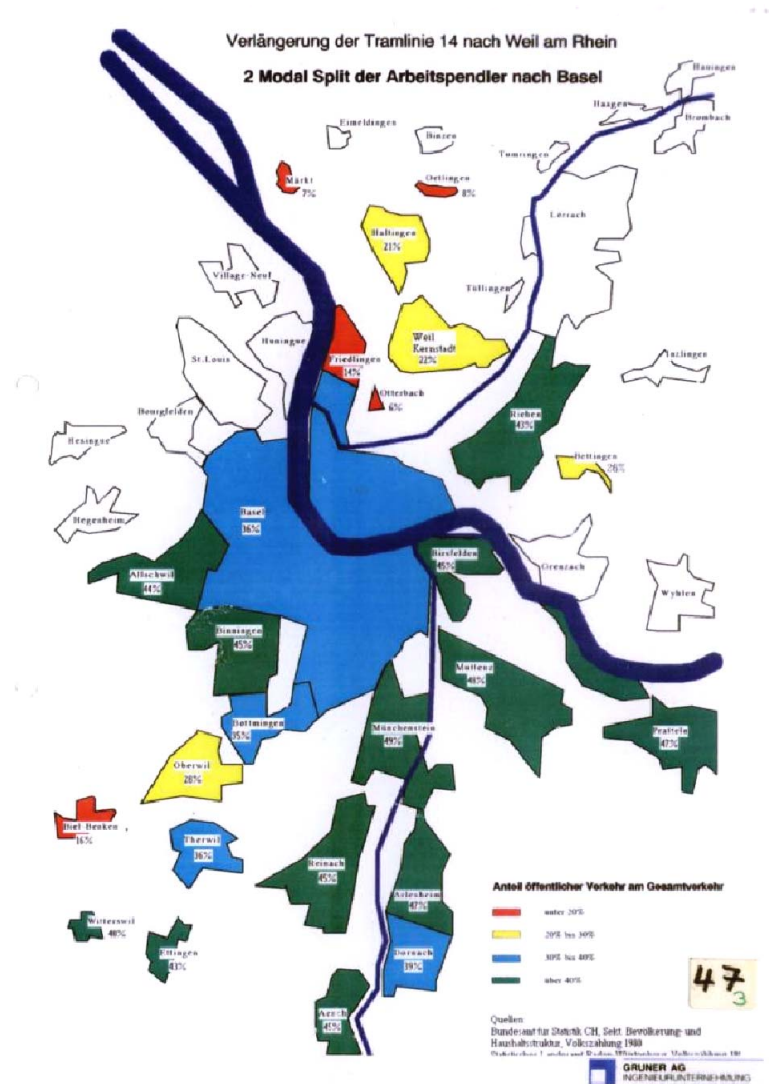 Verlängerung der Tramlinie 14 nach Weil am Rhein
2 Modal Split der Arbeitspendler nach Basel
Hauingen
Haagen
Brombach
Eimeldingen
Binzen
Tumringen
Märkt
7%
Oetlingen
8%
Lörrach
Haltingen
21%
Village-Neuf
Tüllingen
Huningue
Weil
Kernstadt
22%
St.Louis
Friedlingen
14%
Inzlingen
Otterbach
6%
Riehen
43%
Bourgfelden
Hesingue
Bettingen
26%
Hegenheim
Basel
36%
Birsfelden
45%
Grenzach
Allschwil
44%
Wyhlen
Binningen
45%
Muttenz
48%
Bottmingen
35%
Münchenstein
49%
Pratteln
47%
Oberwil
28%
Biel-Benken
16%
Therwil
36%
Reinach
45%
Arlesheim
47%
Witterswil
48%
Ettingen
43%
Dornach
39%
Aesch
45%
Anteil öffentlicher Verkehr am Gesamtverkehr
unter 20%
20% bis 30%
30% bis 40%
über 40%
47
3
Quellen:
Bundesamt für Statistik CH, Sekt. Bevölkerung- und
Haushaltsstruktur, Volkszählung 1980
GRUNER AG
INGENIEURUNTERNEHMUNG